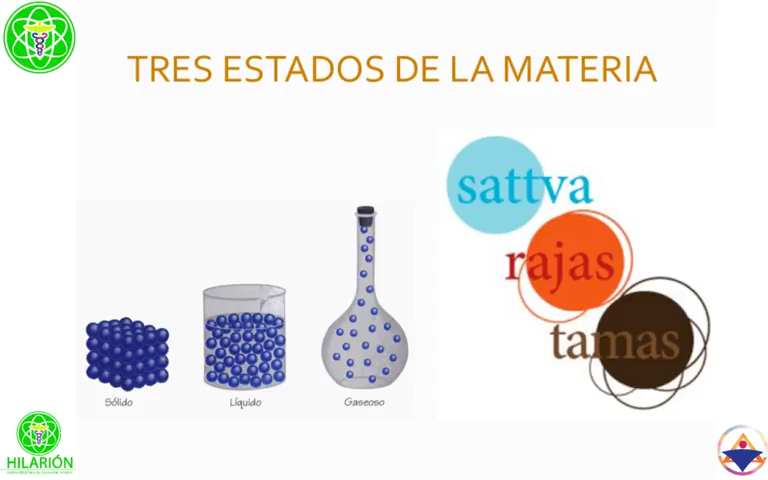 TRES ESTADOS DE LA MATERIA
sattva
rajas
tamas
Sólido
Líquido
Gaseoso
HILARIÓN